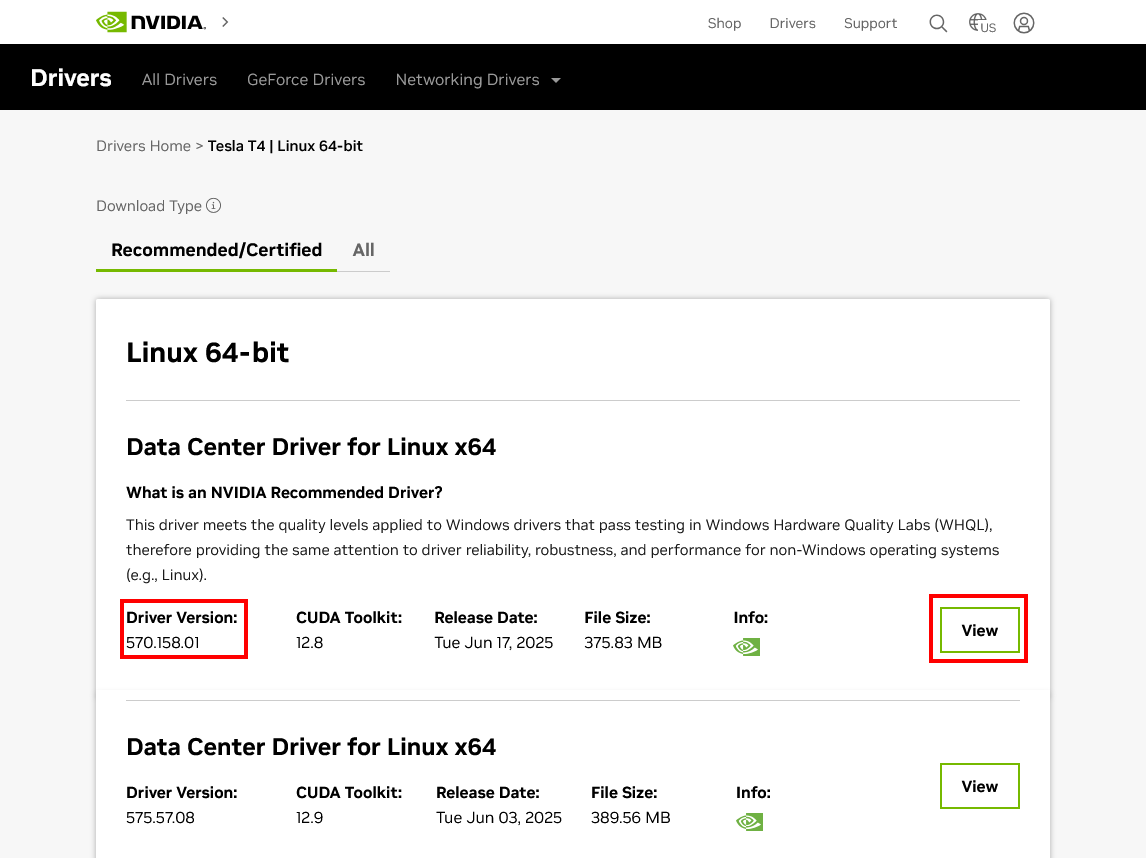 NVIDIA.
Shop
Drivers
Support
US
Drivers
All Drivers
GeForce Drivers
Networking Drivers
Drivers Home > Tesla T4 | Linux 64-bit
Download Type
Recommended/Certified
All
Linux 64-bit
Data Center Driver for Linux x64
What is an NVIDIA Recommended Driver?
This driver meets the quality levels applied to Windows drivers that pass testing in Windows Hardware Quality Labs (WHQL),
therefore providing the same attention to driver reliability, robustness, and performance for non-Windows operating systems
(e.g., Linux).
Driver Version: CUDA Toolkit: Release Date: File Size: Info:
570.158.01 12.8 Tue Jun 17, 2025 375.83 MB
View
Data Center Driver for Linux x64
Driver Version: CUDA Toolkit: Release Date: File Size: Info:
575.57.08 12.9 Tue Jun 03, 2025 389.56 MB
View